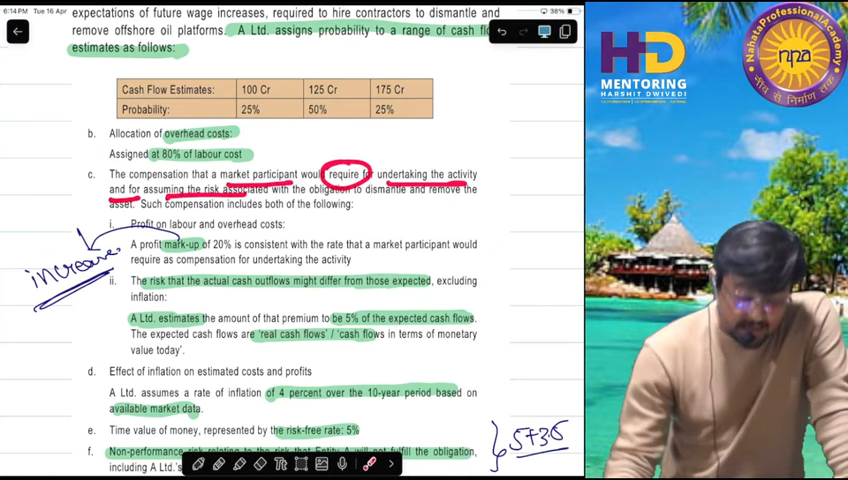 6:14 PM Tue 16 Apr
38%
expectations of future wage increases, required to hire contractors to dismantle and
remove offshore oil platforms. A Ltd. assigns probability to a range of cash
estimates as follows:
Cash Flow Estimates: 100 Cr 125 Cr 175 Cr
Probability: 25% 50% 25%
b. Allocation of overhead costs:
Assigned at 80% of labour cost
c. The compensation that a market participant would require for undertaking the activity
and for assuming the risk associated with the obligation to dismantle and remove the
asset. Such compensation includes both of the following:
i. Profit on labour and overhead costs:
A profit mark-up of 20% is consistent with the rate that a market participant would
require as compensation for undertaking the activity
increase.
ii. The risk that the actual cash outflows might differ from those expected, excluding
inflation:
A Ltd. estimates the amount of that premium to be 5% of the expected cash flows.
The expected cash flows are 'real cash flows' / 'cash flows in terms of monetary
value today'.
d. Effect of inflation on estimated costs and profits
A Ltd. assumes a rate of inflation of 4 percent over the 10-year period based on
available market data.
e. Time value of money, represented by the risk-free rate: 5%
f. Non-performance risk relating to the risk that Entity A will not fulfill the obligation,
including A Ltd.'s
5+3.5
HD
MENTORING
HARSHIT DWIVEDI
Nahata Professional Academy
npa
नींव से निर्माण तक